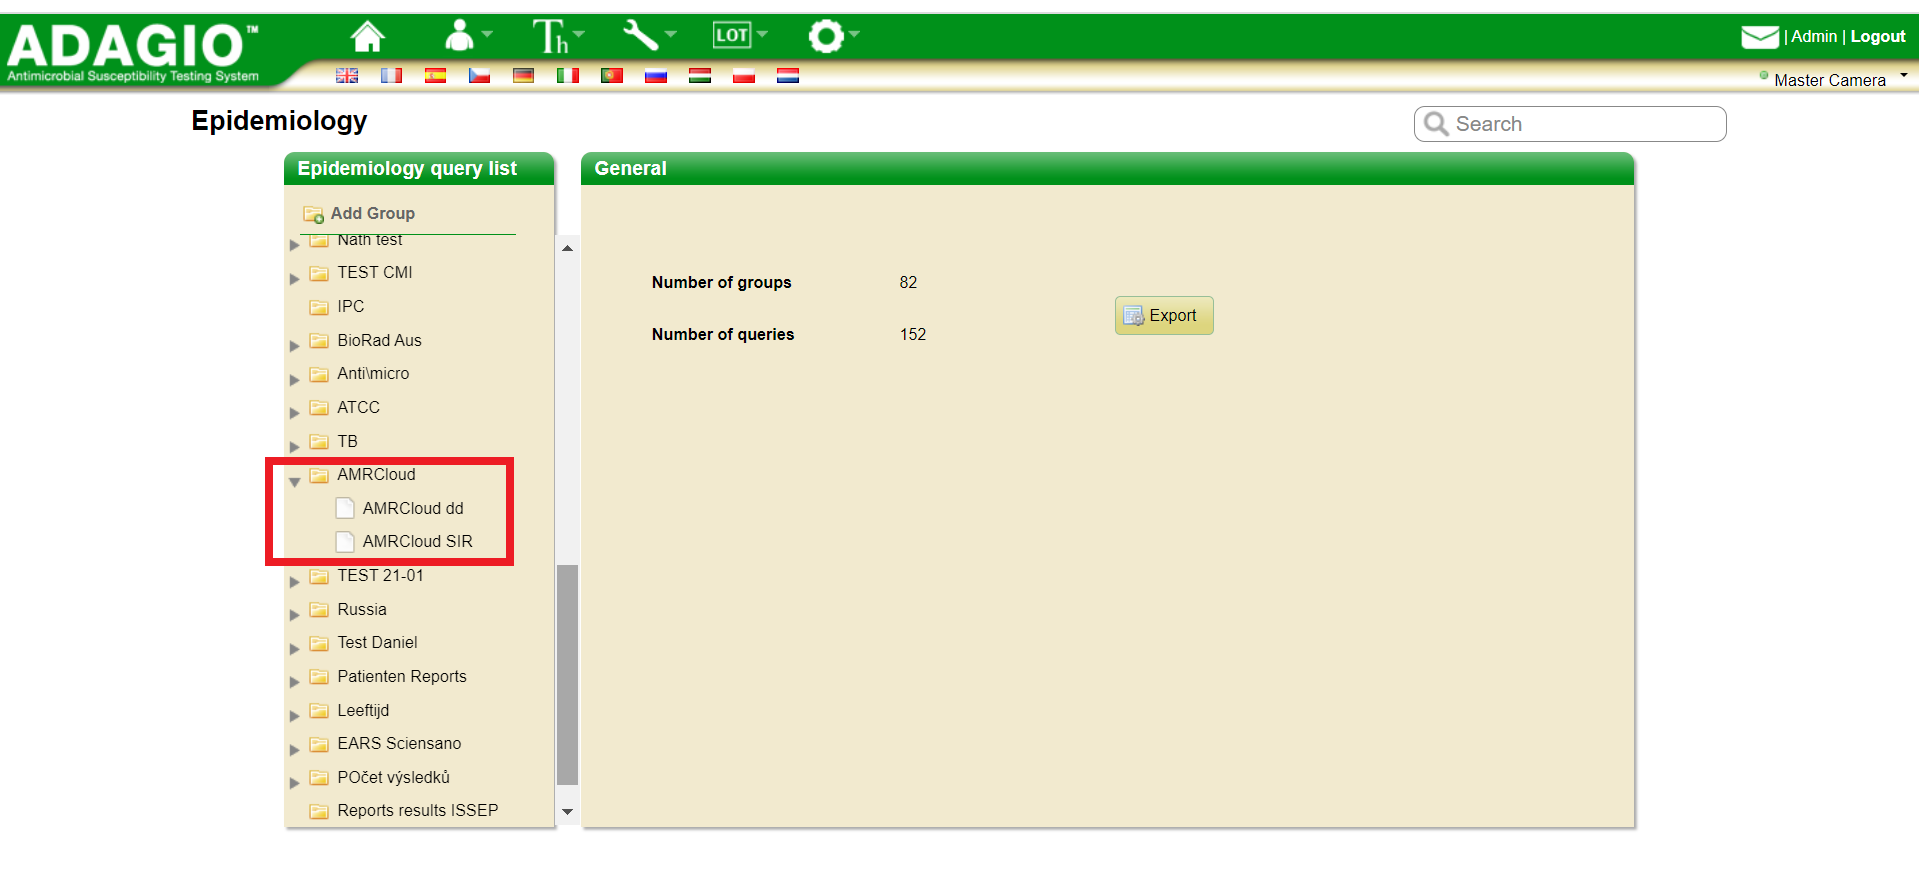 ADAGIO™
Antimicrobial Susceptibility Testing System
Th
LOT
| Admin | Logout
Master Camera
Epidemiology
Search
Epidemiology query list
Add Group
Nath test
TEST CMI
IPC
BioRad Aus
Anti\micro
ATCC
TB
AMRCloud
AMRCloud dd
AMRCloud SIR
TEST 21-01
Russia
Test Daniel
Patienten Reports
Leeftijd
EARS Sciensano
POčet výsledků
Reports results ISSEP
General
Number of groups 82
Export
Number of queries 152